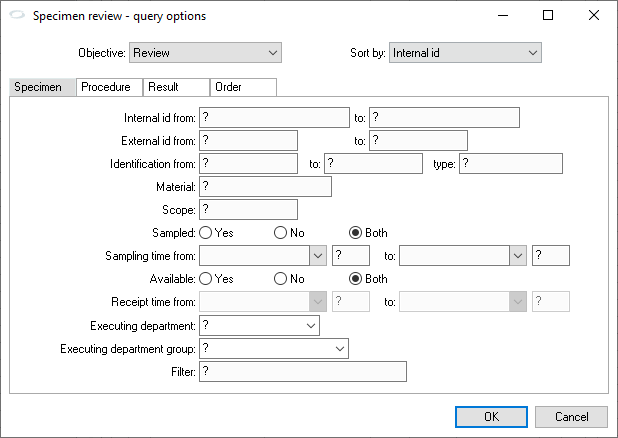 Specimen review - query options
Objective: Review Sort by: Internal id
Specimen Procedure Result Order
Internal id from: ? to: ?
External id from: ? to: ?
Identification from: ? to: ? type: ?
Material: ?
Scope: ?
Sampled: Yes No Both
Sampling time from: ? to: ?
Available: Yes No Both
Receipt time from: ? to: ?
Executing department: ?
Executing department group: ?
Filter: ?
OK Cancel